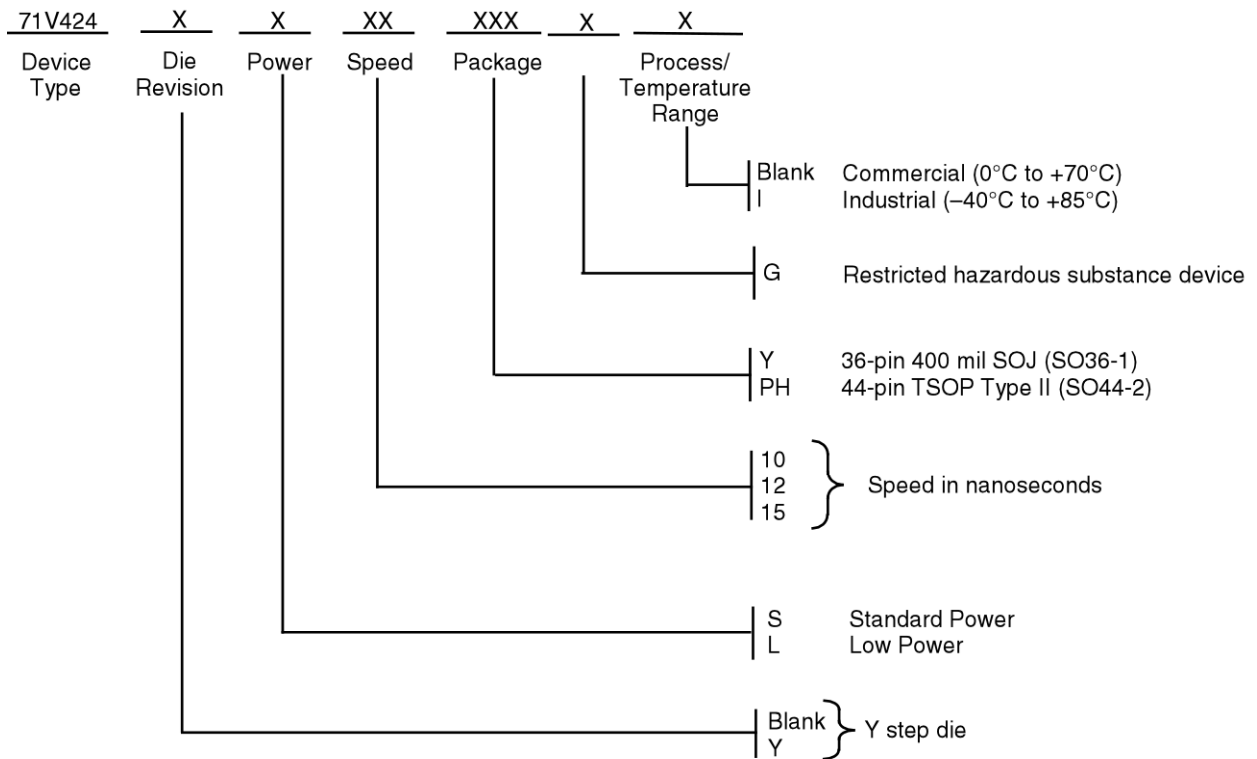 71V424 X X XX XXX X X
Device Type
Die Revision
Power
Speed
Package
Process/
Temperature
Range
Blank Commercial (0°C to +70°C)
I Industrial (–40°C to +85°C)
G Restricted hazardous substance device
Y 36-pin 400 mil SOJ (SO36-1)
PH 44-pin TSOP Type II (SO44-2)
10
12 Speed in nanoseconds
15
S Standard Power
L Low Power
Blank
Y
Y step die